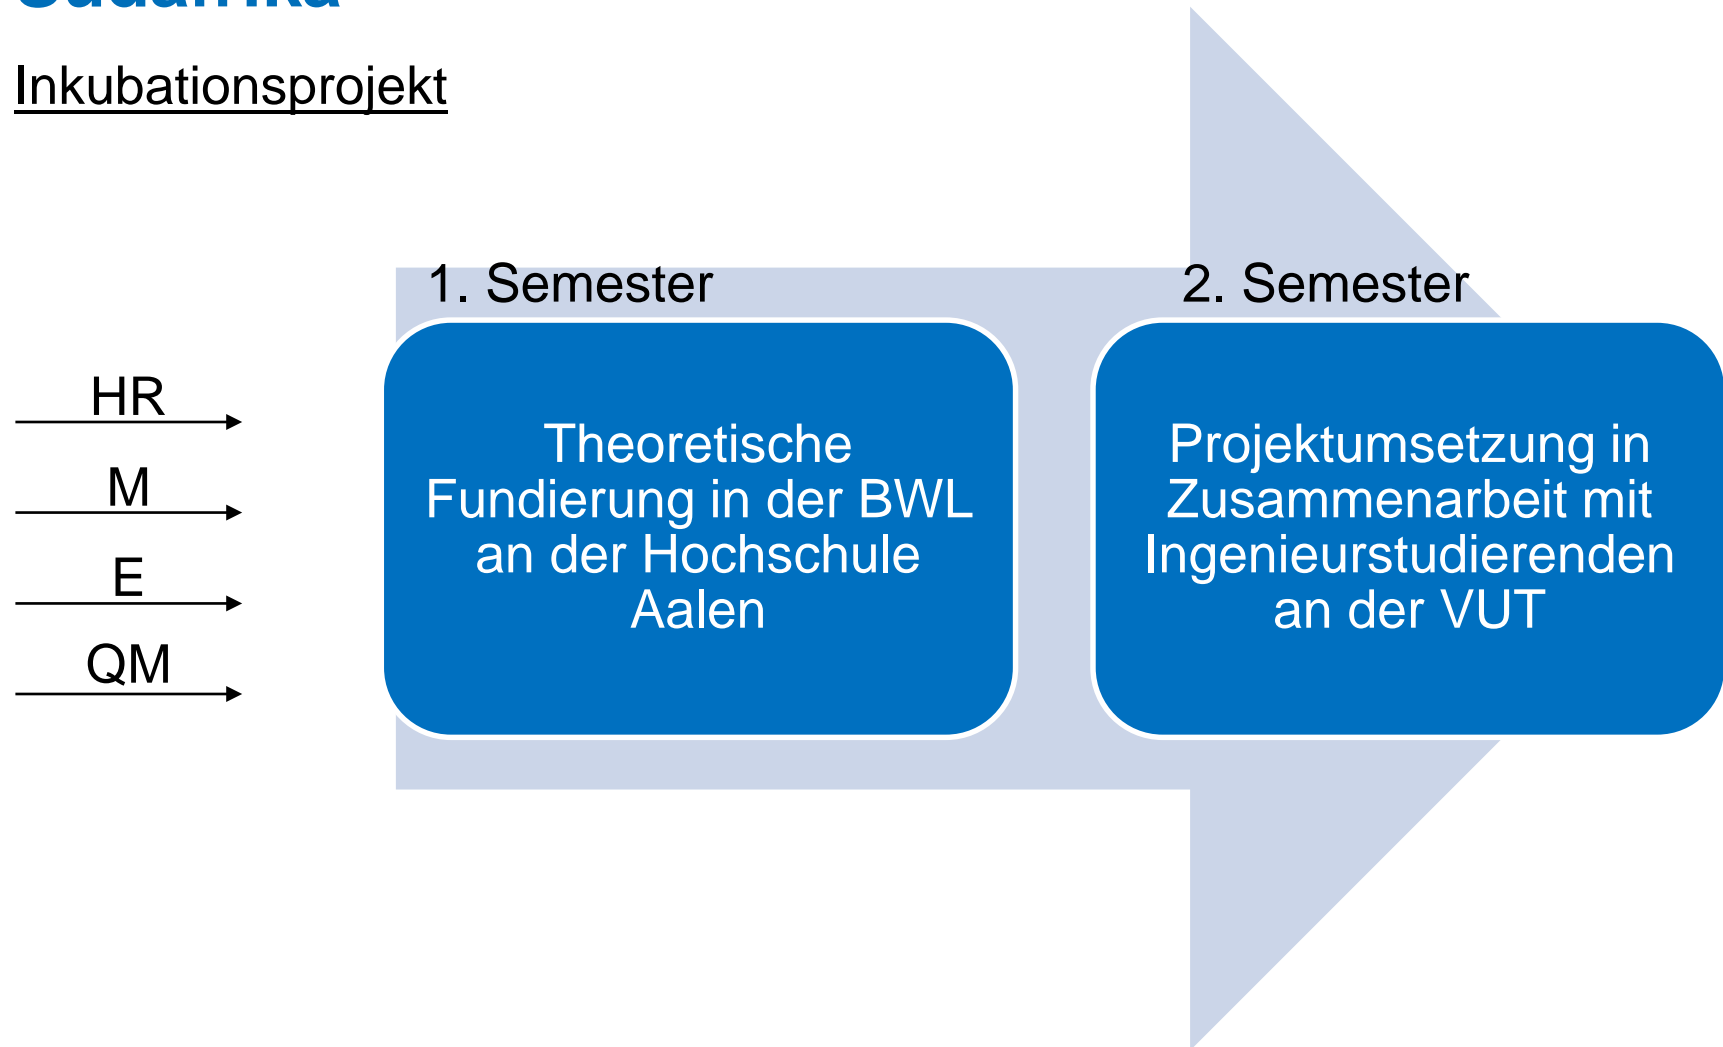 Südafrika
Inkubationsprojekt
1. Semester
2. Semester
HR
M
E
QM
Theoretische
Fundierung in der BWL
an der Hochschule
Aalen
Projektumsetzung in
Zusammenarbeit mit
Ingenieurstudierenden
an der VUT